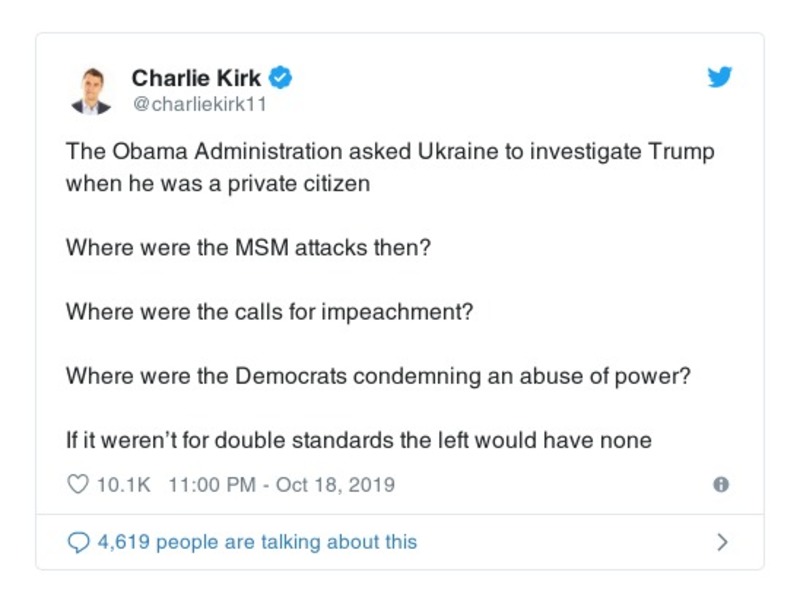 Charlie Kirk
@charliekirk11
The Obama Administration asked Ukraine to investigate Trump
when he was a private citizen
Where were the MSM attacks then?
Where were the calls for impeachment?
Where were the Democrats condemning an abuse of power?
If it weren’t for double standards the left would have none
10.1K 11:00 PM - Oct 18, 2019
4,619 people are talking about this